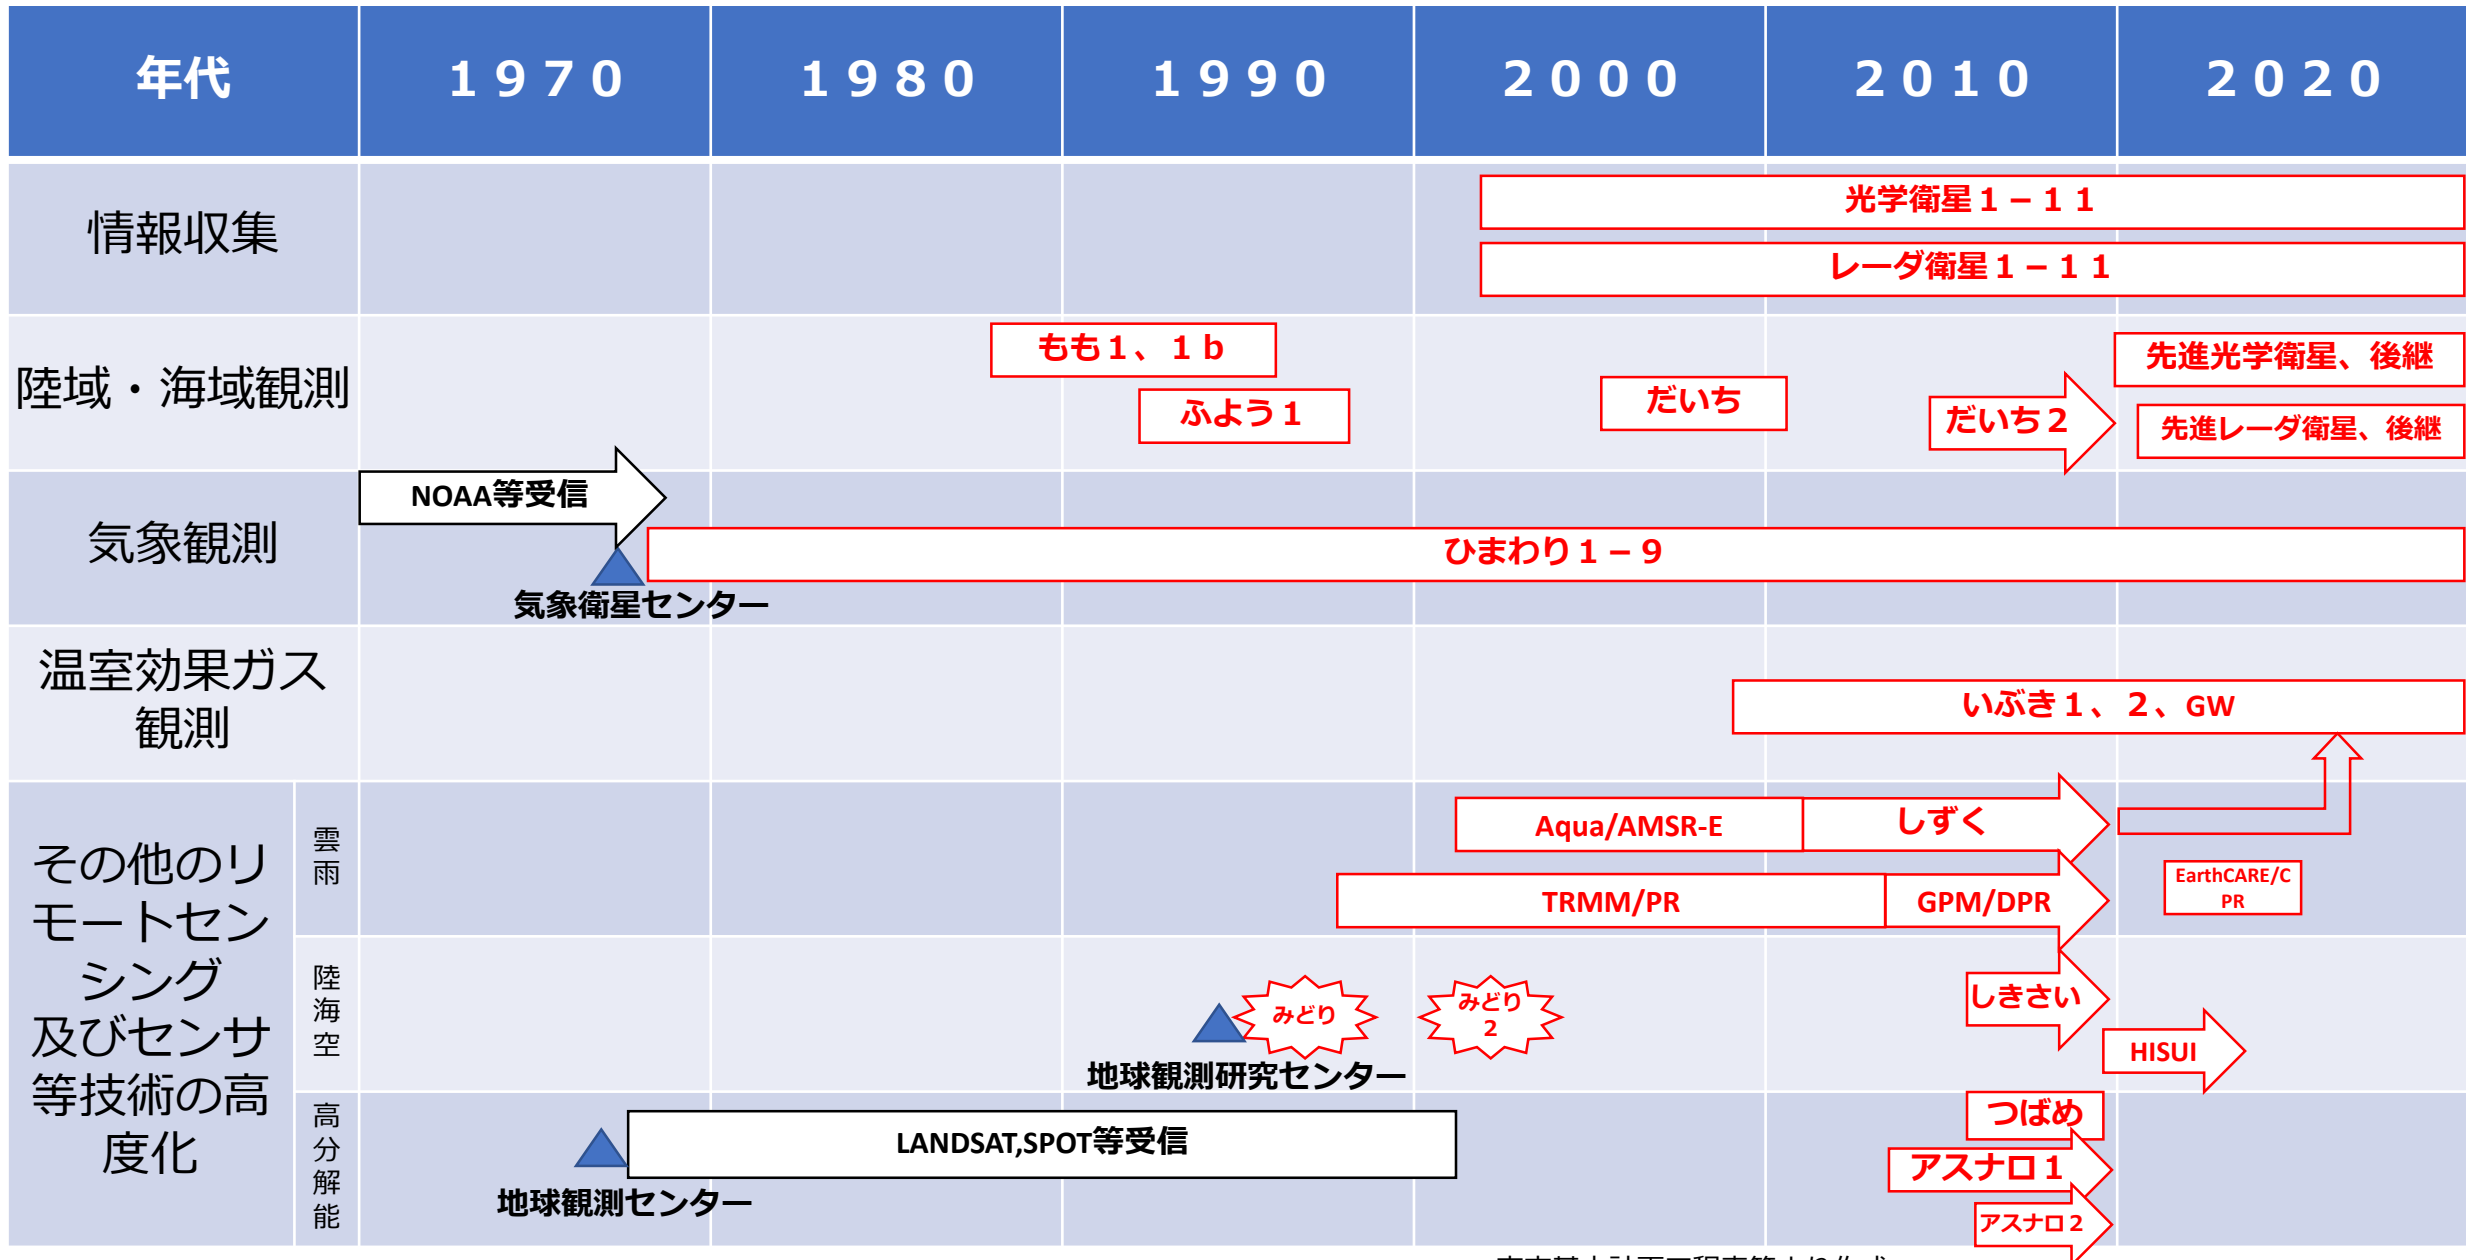 年代
1970
1980
1990
2000
2010
2020
情報収集
光学衛星1-11
レーダ衛星1-11
陸域・海域観測
もも1、1b
ふよう1
だいち
だいち2
先進光学衛星、後継
先進レーダ衛星、後継
気象観測
NOAA等受信
ひまわり1-9
気象衛星センター
温室効果ガス
観測
いぶき1、2、GW
その他のリ
モートセン
シング
及びセンサ
等技術の高
度化
雲
雨
Aqua/AMSR-E
しずく
TRMM/PR
GPM/DPR
EarthCARE/C
PR
陸
海
空
みどり
みどり
2
地球観測研究センター
しきさい
HISUI
高
分
解
能
LANDSAT,SPOT等受信
地球観測センター
つばめ
アスナロ1
アスナロ2